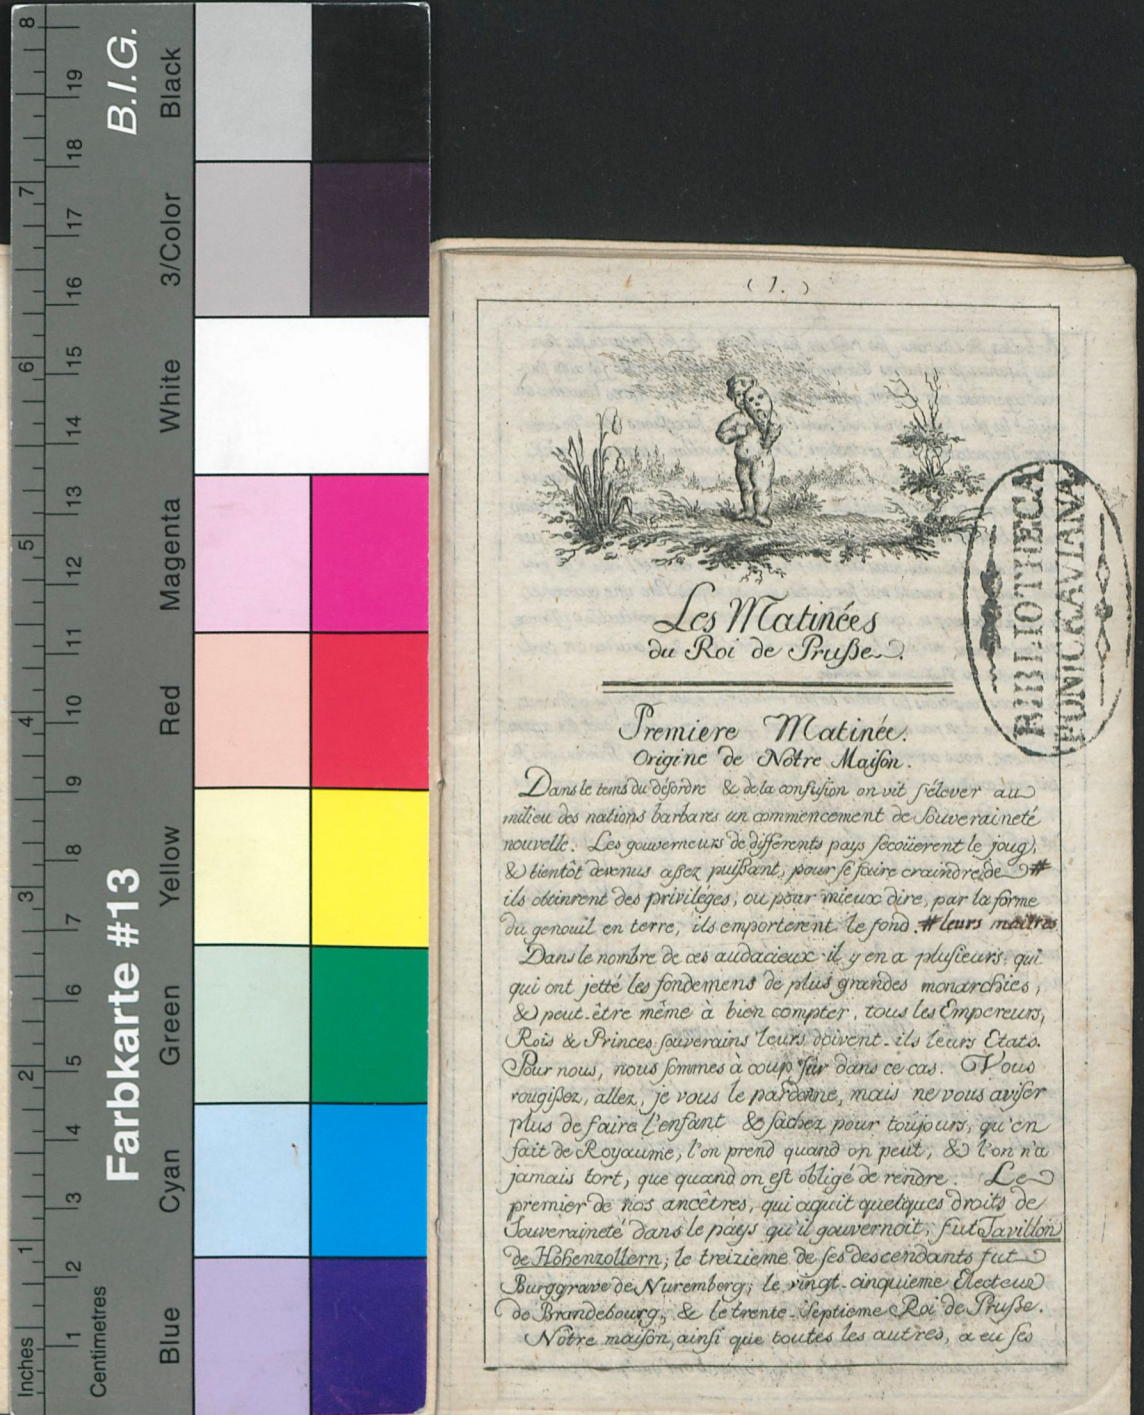 Inches
Centimetres
1
2
3
4
5
6
7
8
1
2
3
4
5
6
7
8
9
10
11
12
13
14
15
16
17
18
19
Farbkarte #13
B.I.G.
Blue
Cyan
Green
Yellow
Red
Magenta
White
3/Color
Black
( 1. )
Les Matinées
du Roi de Prußse.
Premiere Matinée.
Origine de Nôtre Maiſon.
Dans le tems du désordre & de la confuſion on vit ſ'élever au
milieu des nations barbares un commencement de Souveraineté
nouvelle. Les gouverneurs de différents pays ſecoüerent le joug,
& bientôt devenus aßez puißant, pour ſe faire craindre de #
ils obtinrent des priviléges, ou pour mieux dire, par la forme
du genouil en terre, ils emporterent le fond. # leurs maîtres
Dans le nombre de ces audacieux il y en a pluſieurs, qui
qui ont jetté les fondemens de plus grandes monarchies,
& peut-être même à bien compter, tous les Empereurs,
Rois & Princes ſouverains leurs doivent-ils leurs Etats.
Pour nous, nous ſommes à coup ſûr dans ce cas. Vous
rougißez, allez, je vous le pardonne, mais ne vous aviſer
plus de faire l'enfant & ſachez pour toujours, qu'en
fait de Royaume, l'on prend quand on peut, & l'on n'a
jamais tort, que quand on eſt obligé de rendre. Le
premier de nos ancêtres, qui aquit quelques droits de
Souveraineté dans le païs qu'il gouvernoit, fut Tavillon
de Hohenzollern; le treizieme de ſes descendants fut
Burggrave de Nuremberg; le vingt-cinquieme Electeur
de Brandebourg, & le trente-Septieme Roi de Prußse.
Nôtre maiſon, ainſi que toutes les autres, a eu ſes
BIBLIOTHECA
PONICKAVIANA